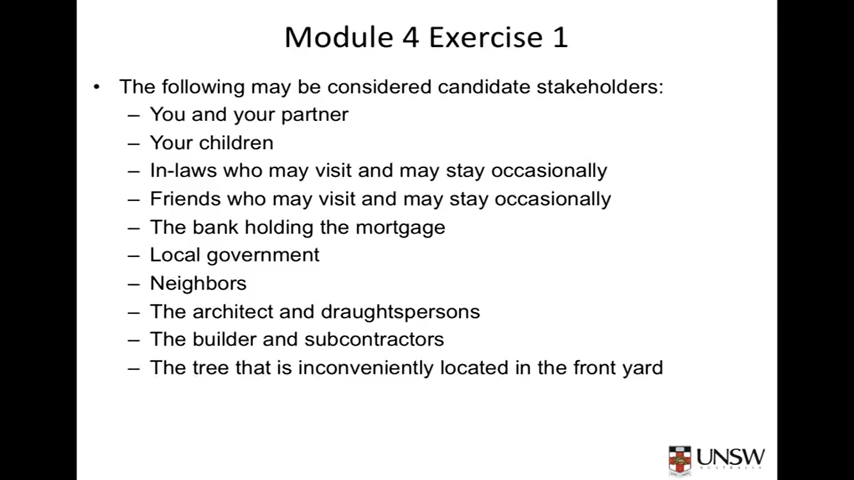 Module 4 Exercise 1
• The following may be considered candidate stakeholders:
– You and your partner
– Your children
– In-laws who may visit and may stay occasionally
– Friends who may visit and may stay occasionally
– The bank holding the mortgage
– Local government
– Neighbors
– The architect and draughtspersons
– The builder and subcontractors
– The tree that is inconveniently located in the front yard
UNSW
AUSTRALIA